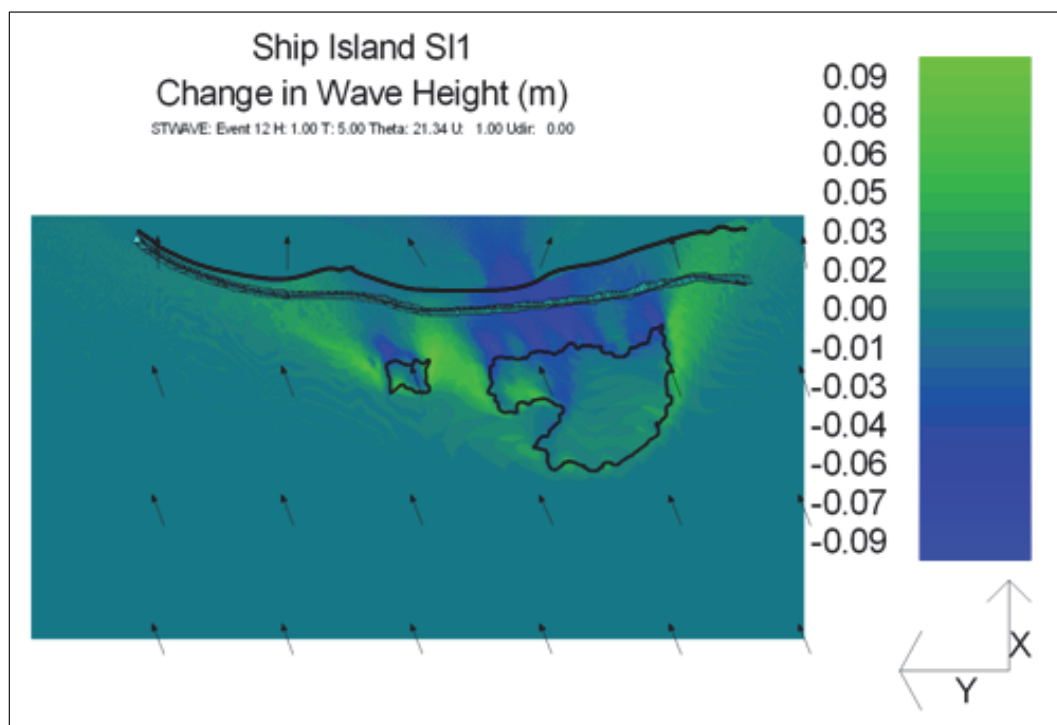 Ship Island SI1
Change in Wave Height (m)
STWAVE: Event 12 H: 1.00 T: 5.00 Theta: 21.34 U: 1.00 Udir: 0.00
0.09
0.08
0.06
0.05
0.03
0.02
0.00
-0.01
-0.03
-0.04
-0.06
-0.07
-0.09
X
Y